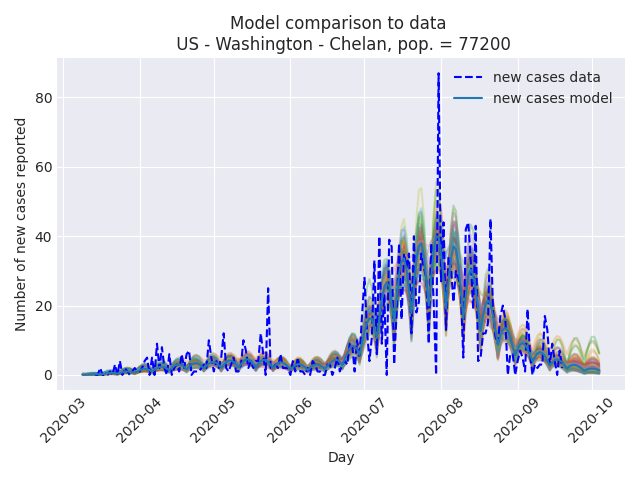 Model comparison to data
US - Washington - Chelan, pop. = 77200
new cases data
new cases model
Number of new cases reported
80
60
40
20
0
2020-03
2020-04
2020-05
2020-06
2020-07
2020-08
2020-09
2020-10
Day